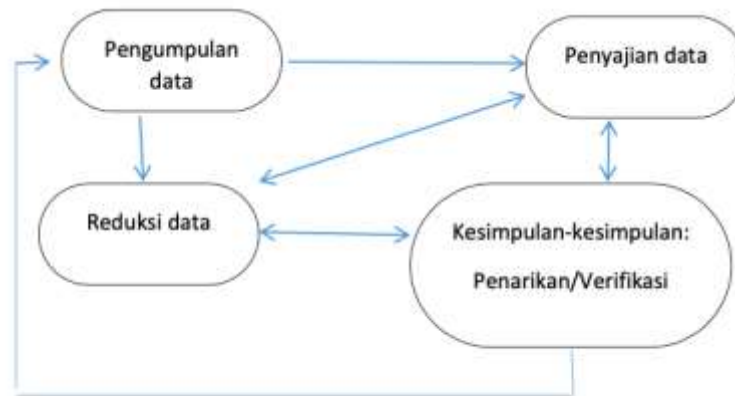 Pengumpulan
data
Penyajian data
Reduksi data
Kesimpulan-kesimpulan:
Penarikan/Verifikasi